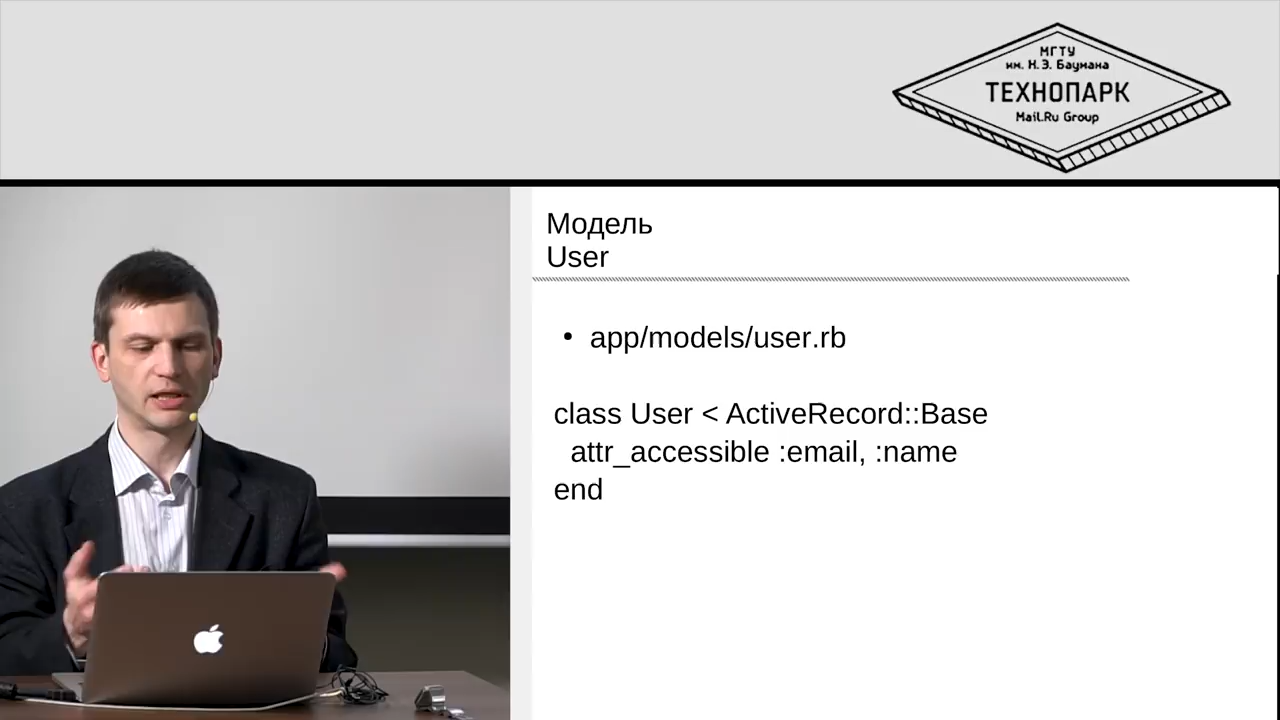 МГТУ
им. Н.Э. Баумана
ТЕХНОПАРК
Mail.Ru Group
Модель
User
• app/models/user.rb
class User < ActiveRecord::Base
  attr_accessible :email, :name
end